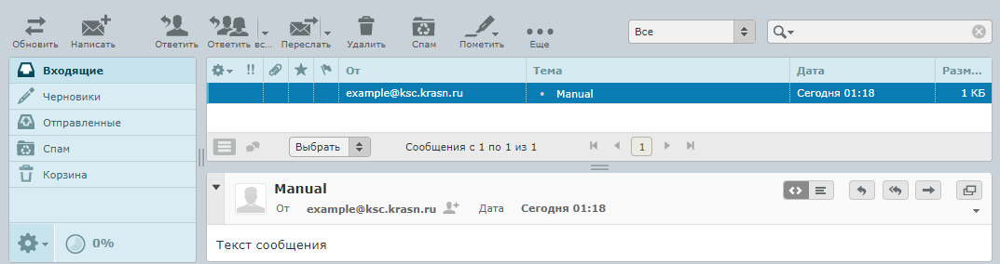 Обновить Написать Ответить Ответить вс... Переслать Удалить Спам Пометить Еще Все
Входящие
Черновики
Отправленные
Спам
Корзина
0%
!! От Тема Дата Разм...
example@ksc.krasn.ru • Manual Сегодня 01:18 1 КБ
Выбрать Сообщения с 1 по 1 из 1 1
Manual
От example@ksc.krasn.ru Дата Сегодня 01:18
Текст сообщения